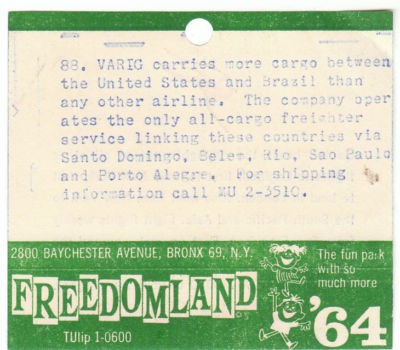 88. VARIG carries more cargo between
the United States and Brazil than
any other airline. The company oper
ates the only all-cargo freighter
service linking these countries via
Santo Domingo, Belem, Rio, Sao Paulo
and Porto Alegre. For shipping
information call MU 2-3510.
2800 BAYCHESTER AVENUE, BRONX 69, N.Y.
FREEDOMLAND
TUlip 1-0600
The fun park
with so
much more
'64